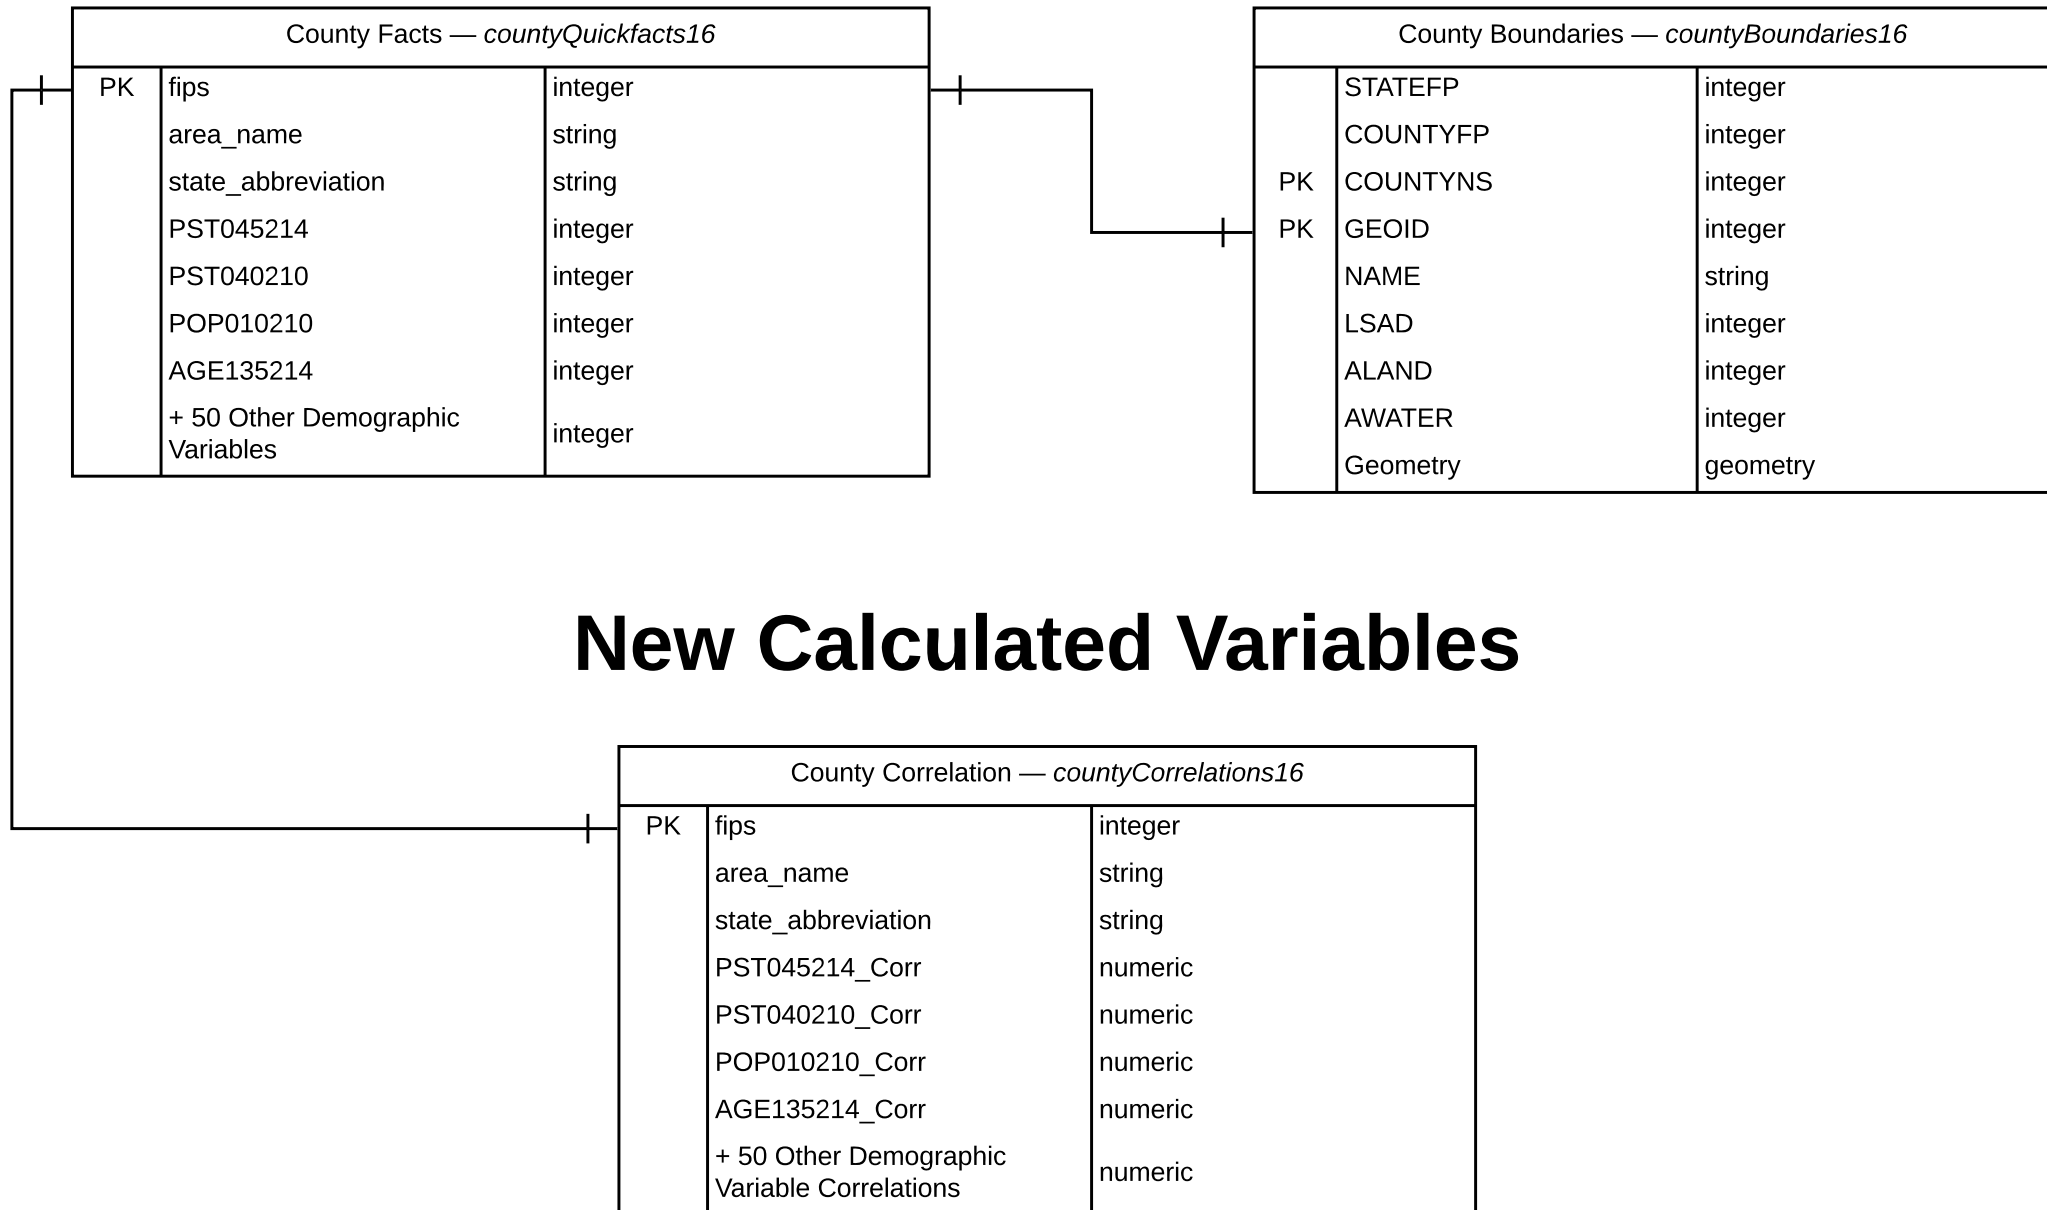 County Facts — countyQuickfacts16
PK fips integer
area_name string
state_abbreviation string
PST045214 integer
PST040210 integer
POP010210 integer
AGE135214 integer
+ 50 Other Demographic
Variables
integer
County Boundaries — countyBoundaries16
STATEFP integer
COUNTYFP integer
PK COUNTYNS integer
PK GEOID integer
NAME string
LSAD integer
ALAND integer
AWATER integer
Geometry geometry
New Calculated Variables
County Correlation — countyCorrelations16
PK fips integer
area_name string
state_abbreviation string
PST045214_Corr numeric
PST040210_Corr numeric
POP010210_Corr numeric
AGE135214_Corr numeric
+ 50 Other Demographic
Variable Correlations
numeric